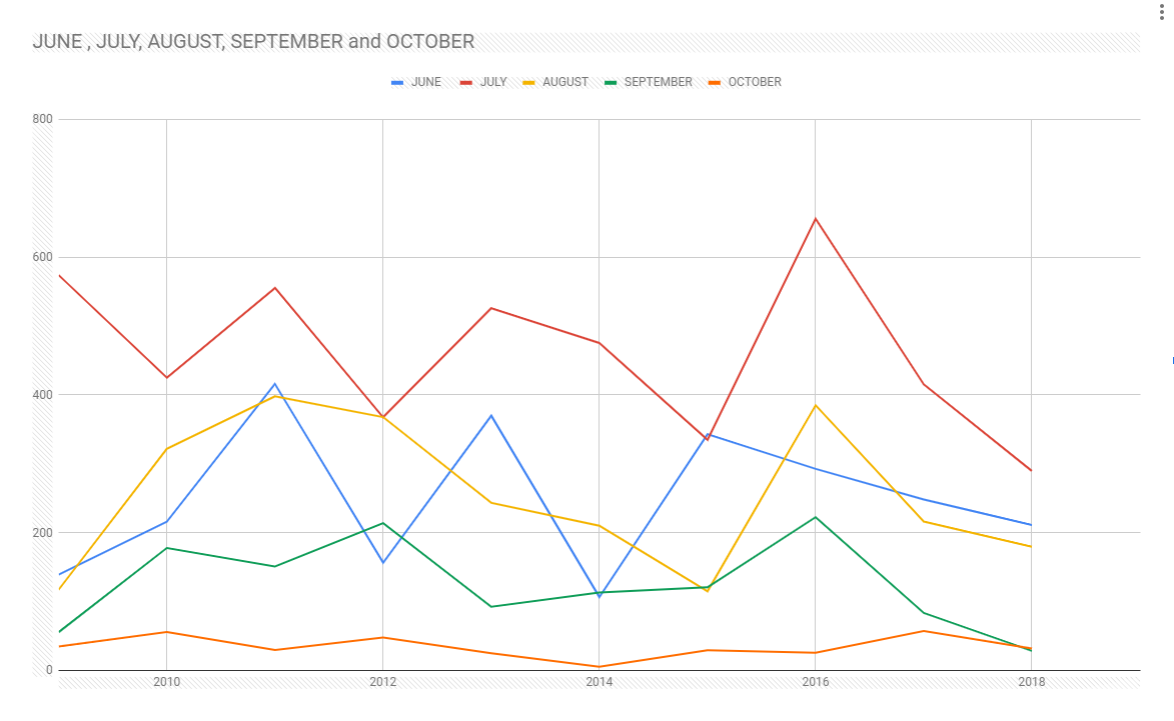 JUNE , JULY, AUGUST, SEPTEMBER and OCTOBER
JUNE JULY AUGUST SEPTEMBER OCTOBER
800
600
400
200
0
2010 2012 2014 2016 2018